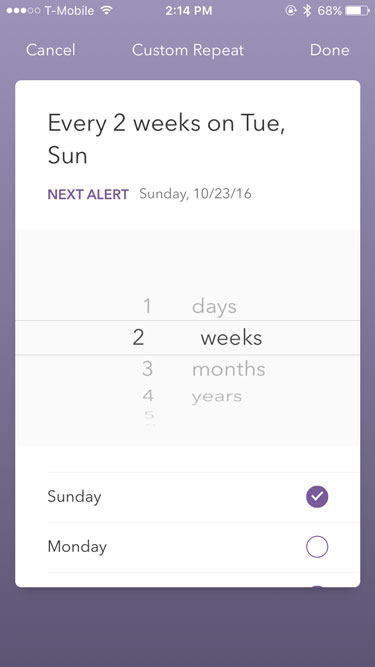 T-Mobile 2:14 PM 68%
Cancel Custom Repeat Done
Every 2 weeks on Tue,
Sun
NEXT ALERT Sunday, 10/23/16
1 days
2 weeks
3 months
4 years
5
Sunday
Monday